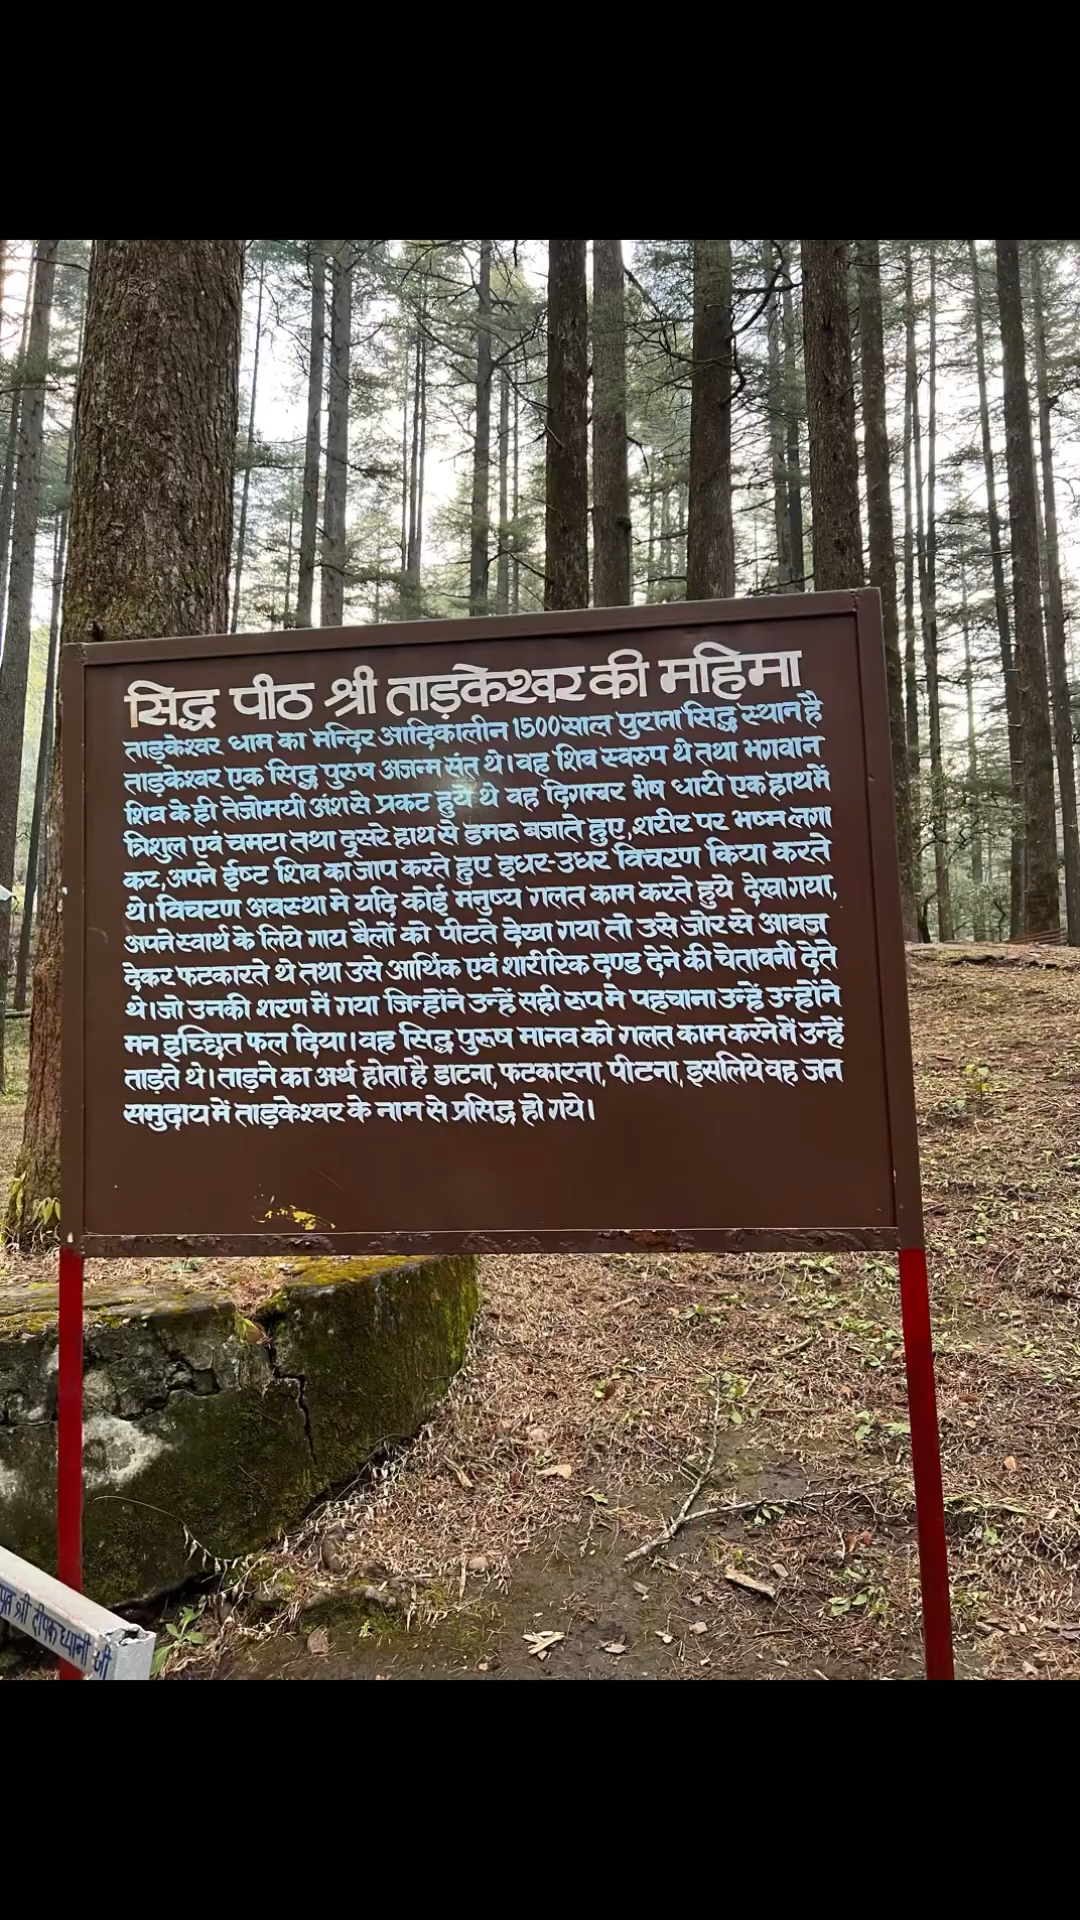 सिद्ध पीठ श्री ताड़केश्वर की महिमा
ताड़केश्वर धाम का मन्दिर आदिकालीन 1500 साल पुराना सिद्ध स्थान है
ताड़केश्वर एक सिद्ध पुरुष अजन्म संत थे। वह शिव स्वरुप थे तथा भगवान
शिव के ही तेजोमयी अंश से प्रकट हुये थे वह दिगम्बर भेष धारी एक हाथ में
त्रिशुल एवं चमटा तथा दूसरे हाथ से डमरु बजाते हुए, शरीर पर भष्म लगा
कर, अपने ईष्ट शिव का जाप करते हुए इधर-उधर विचरण किया करते
थे। विचरण अवस्था मे यदि कोई मनुष्य गलत काम करते हुये देखा गया,
अपने स्वार्थ के लिये गाय बैलों को पीटते देखा गया तो उसे जोर से आवाज
देकर फटकारते थे तथा उसे आर्थिक एवं शारीरिक दण्ड देने की चेतावनी देते
थे। जो उनकी शरण में गया जिन्होंने उन्हें सही रूप मे पहचाना उन्हें उन्होंने
मन इच्छित फल दिया। वह सिद्ध पुरूष मानव को गलत काम करने में उन्हें
ताड़ते थे। ताड़ने का अर्थ होता है डाटना, फटकारना, पीटना, इसलिये वह जन
समुदाय में ताड़केश्वर के नाम से प्रसिद्ध हो गये।
श्री दीपक ध्यानी जी